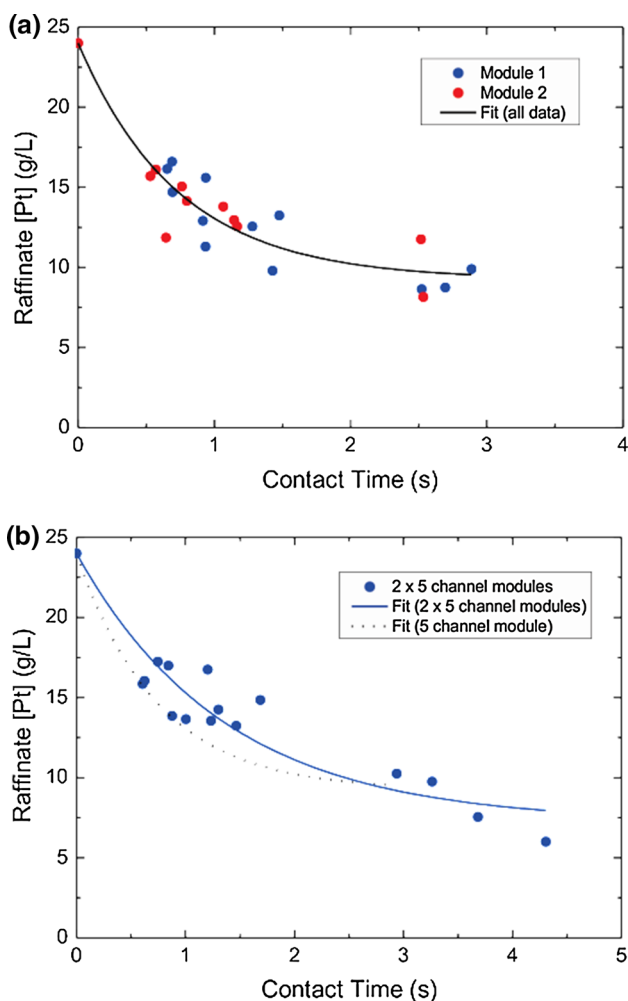 (a)
25
20
15
10
5
0
Raffinate [Pt] (g/L)
Module 1
Module 2
Fit (all data)
0 1 2 3 4
Contact Time (s)
(b)
25
20
15
10
5
0
Raffinate [Pt] (g/L)
2 x 5 channel modules
Fit (2 x 5 channel modules)
Fit (5 channel module)
0 1 2 3 4 5
Contact Time (s)